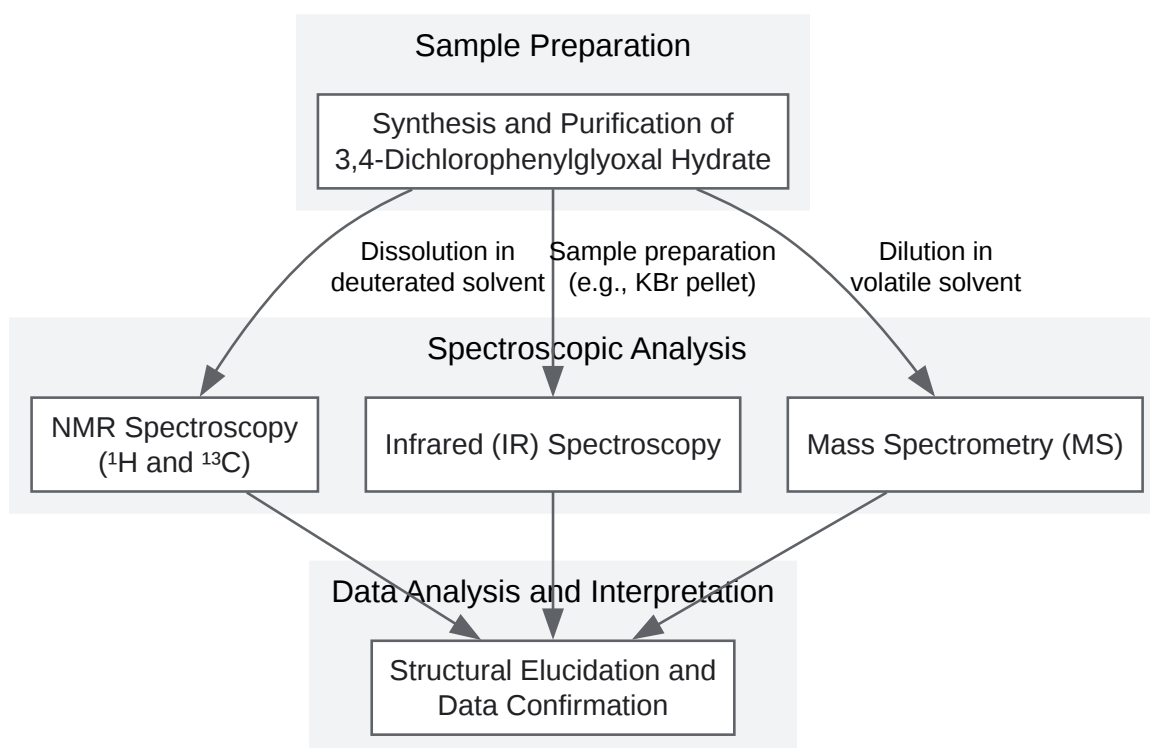 Sample Preparation
Synthesis and Purification of
3,4-Dichlorophenylglyoxal Hydrate
Dissolution in
deuterated solvent
Sample preparation
(e.g., KBr pellet)
Dilution in
volatile solvent
Spectroscopic Analysis
NMR Spectroscopy
(¹H and ¹³C)
Infrared (IR) Spectroscopy
Mass Spectrometry (MS)
Data Analysis and Interpretation
Structural Elucidation and
Data Confirmation